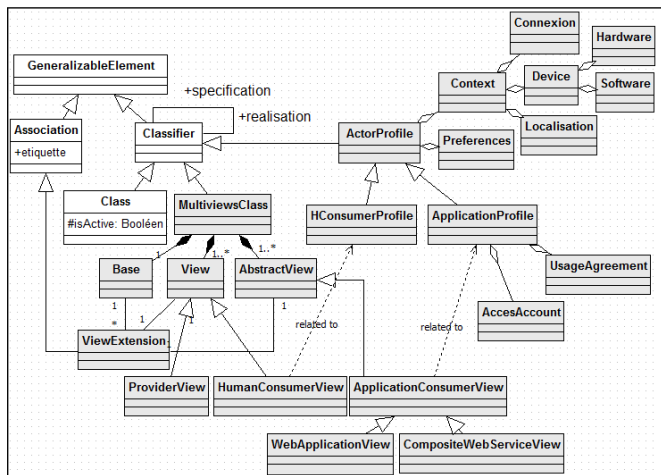 Connexion
Hardware
GeneralizableElement
Context
Device
Software
+specification
+realisation
Association
+etiquette
Classifier
ActorProfile
Preferences
Localisation
Class
#isActive: Booléen
MultiviewsClass
HConsumerProfile
ApplicationProfile
1
1..*
1..*
Base
View
AbstractView
UsageAgreement
1
1
1
1
*
1
related to
related to
AccesAccount
ViewExtension
ProviderView
HumanConsumerView
ApplicationConsumerView
WebApplicationView
CompositeWebServiceView